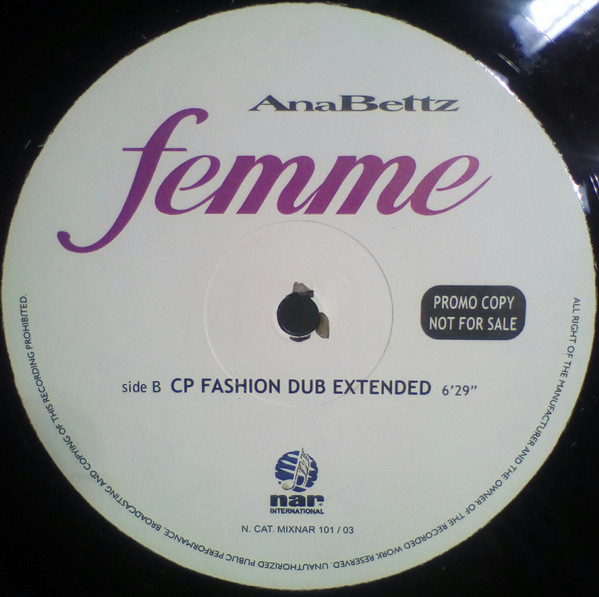 AnaBettz
femme
PROMO COPY
NOT FOR SALE
side B CP FASHION DUB EXTENDED 6'29"
nar
INTERNATIONAL
N. CAT. MIXNAR 101 / 03
ALL RIGHT OF THE MANUFACTURER AND THE OWNER OF THE RECORDED WORK RESERVED. UNAUTHORIZED PUBLIC PERFORMANCE, BROADCASTING AND COPYING OF THIS RECORDING PROHIBITED.